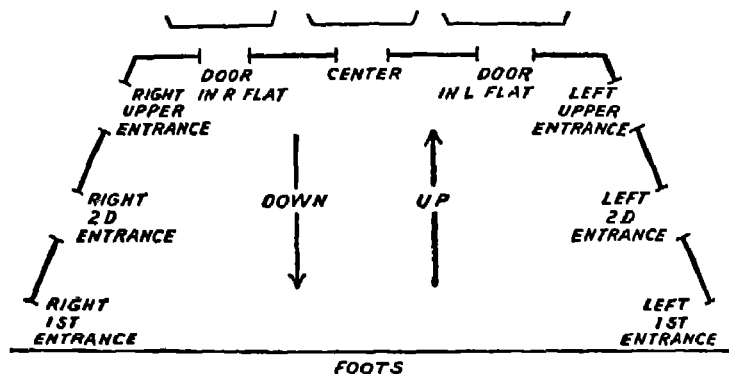 DOOR
IN R FLAT
CENTER
DOOR
IN L FLAT
RIGHT
UPPER
ENTRANCE
LEFT
UPPER
ENTRANCE
RIGHT
2D
ENTRANCE
DOWN
UP
LEFT
2D
ENTRANCE
RIGHT
1ST
ENTRANCE
LEFT
1ST
ENTRANCE
FOOTS